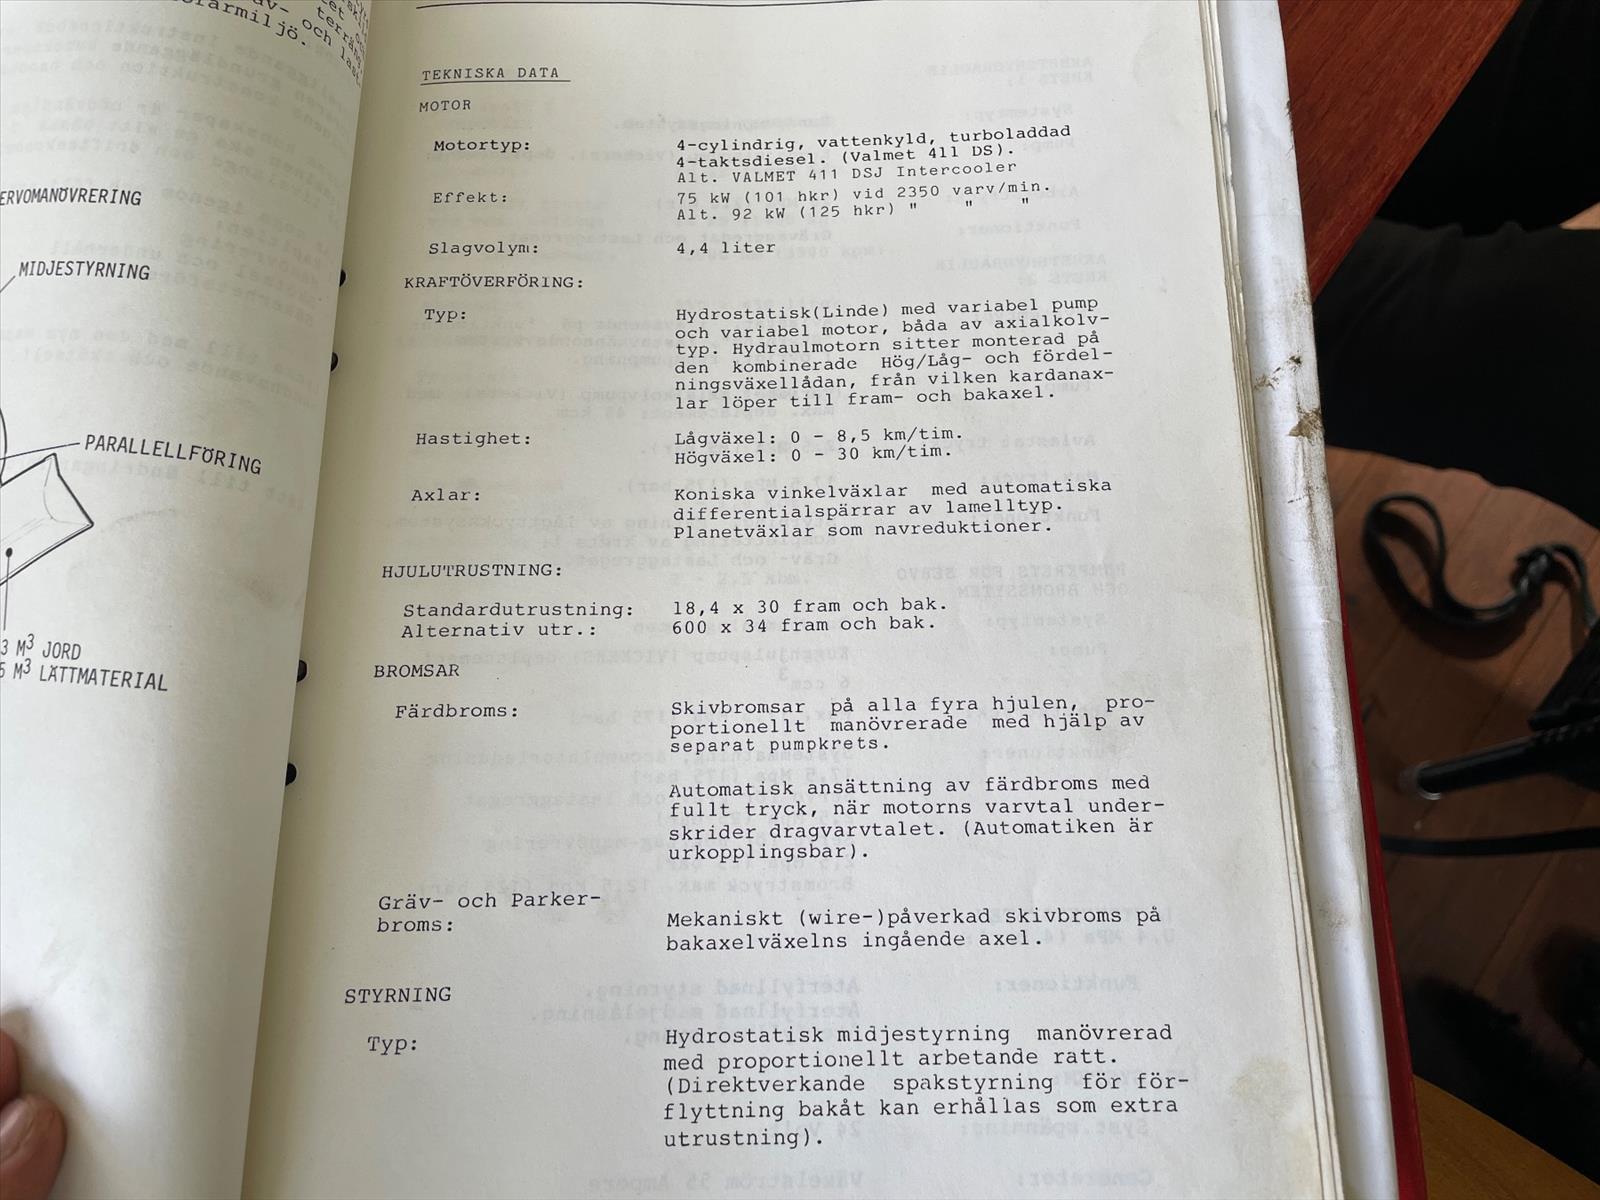 ofarmiljö.
terräng
v- och last
ERVOMANÖVRERING
MIDJESTYRNING
PARALLELLFÖRING
3 M³ JORD
5 M³ LÄTTMATERIAL
TEKNISKA DATA
MOTOR
Motortyp: 4-cylindrig, vattenkyld, turboladdad
4-taktsdiesel. (Valmet 411 DS).
Alt. VALMET 411 DSJ Intercooler
Effekt: 75 kW (101 hkr) vid 2350 varv/min.
Alt. 92 kW (125 hkr) " " "
Slagvolym: 4,4 liter
KRAFTÖVERFÖRING:
Typ: Hydrostatisk(Linde) med variabel pump
och variabel motor, båda av axialkolv-
typ. Hydraulmotorn sitter monterad på
den kombinerade Hög/Låg- och fördel-
ningsväxellådan, från vilken kardanax-
lar löper till fram- och bakaxel.
Hastighet: Lågväxel: 0 - 8,5 km/tim.
Högväxel: 0 - 30 km/tim.
Axlar: Koniska vinkelväxlar med automatiska
differentialspärrar av lamelltyp.
Planetväxlar som navreduktioner.
HJULUTRUSTNING:
Standardutrustning: 18,4 x 30 fram och bak.
Alternativ utr.: 600 x 34 fram och bak.
BROMSAR
Färdbroms: Skivbromsar på alla fyra hjulen, pro-
portionellt manövrerade med hjälp av
separat pumpkrets.
Automatisk ansättning av färdbroms med
fullt tryck, när motorns varvtal under-
skrider dragvarvtalet. (Automatiken är
urkopplingsbar).
Gräv- och Parker-
broms: Mekaniskt (wire-)påverkad skivbroms på
bakaxelväxelns ingående axel.
STYRNING
Typ: Hydrostatisk midjestyrning manövrerad
med proportionellt arbetande ratt.
(Direktverkande spakstyrning för för-
flyttning bakåt kan erhållas som extra
utrustning).